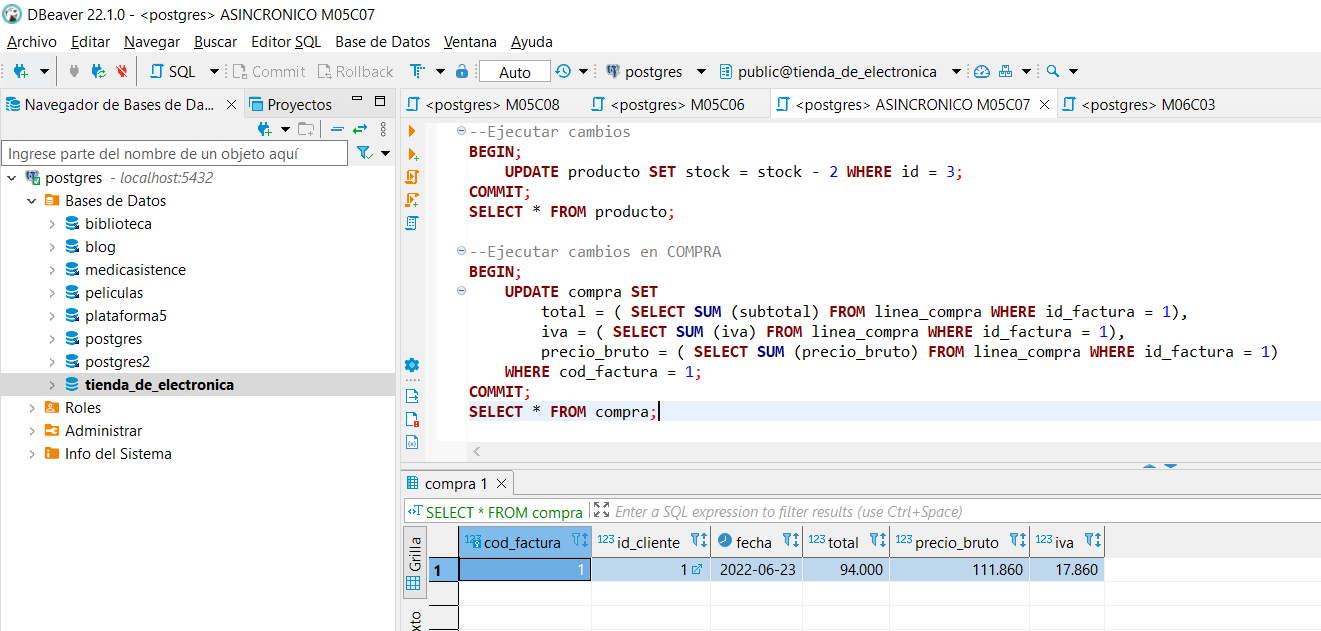 DBeaver 22.1.0 - <postgres> ASINCRONICO M05C07
Archivo Editar Navegar Buscar Editor SQL Base de Datos Ventana Ayuda
SQL Commit Rollback Auto postgres public@tienda_de_electronica
Navegador de Bases de Da... Proyectos
Ingrese parte del nombre de un objeto aquí
postgres - localhost:5432
Bases de Datos
biblioteca
blog
medicasistence
peliculas
plataforma5
postgres
postgres2
tienda_de_electronica
Roles
Administrar
Info del Sistema
<postgres> M05C08 <postgres> M05C06 <postgres> ASINCRONICO M05C07 <postgres> M06C03
--Ejecutar cambios
BEGIN;
UPDATE producto SET stock = stock - 2 WHERE id = 3;
COMMIT;
SELECT * FROM producto;
--Ejecutar cambios en COMPRA
BEGIN;
UPDATE compra SET
total = ( SELECT SUM (subtotal) FROM linea_compra WHERE id_factura = 1),
iva = ( SELECT SUM (iva) FROM linea_compra WHERE id_factura = 1),
precio_bruto = ( SELECT SUM (precio_bruto) FROM linea_compra WHERE id_factura = 1)
WHERE cod_factura = 1;
COMMIT;
SELECT * FROM compra;
compra 1
SELECT * FROM compra Enter a SQL expression to filter results (use Ctrl+Space)
Grilla
123 cod_factura 123 id_cliente fecha 123 total 123 precio_bruto 123 iva
1 1 1 2022-06-23 94.000 111.860 17.860